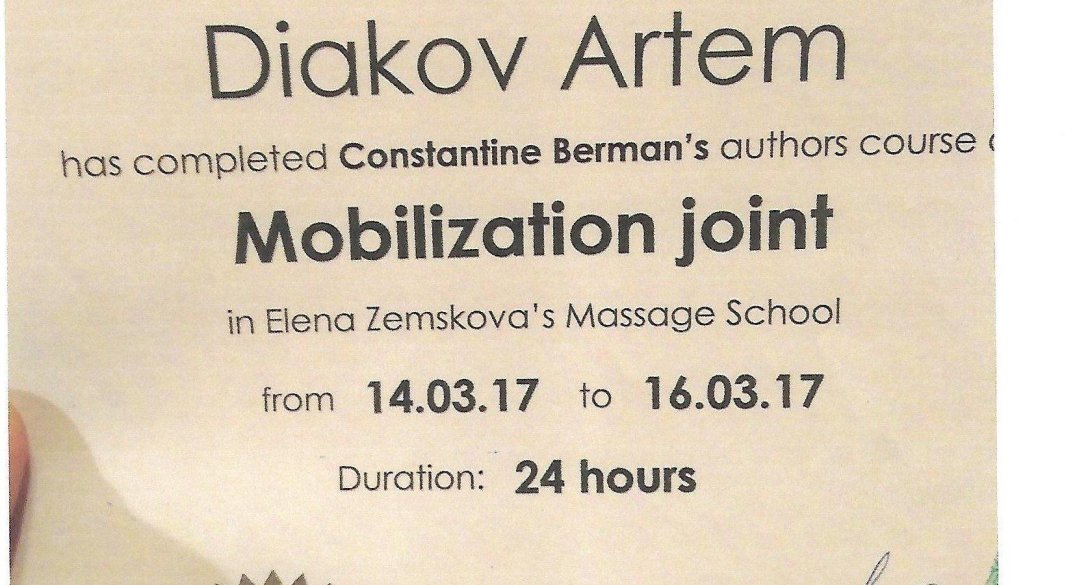 Diakov Artem
has completed Constantine Berman's authors course
Mobilization joint
in Elena Zemskova's Massage School
from 14.03.17 to 16.03.17
Duration: 24 hours